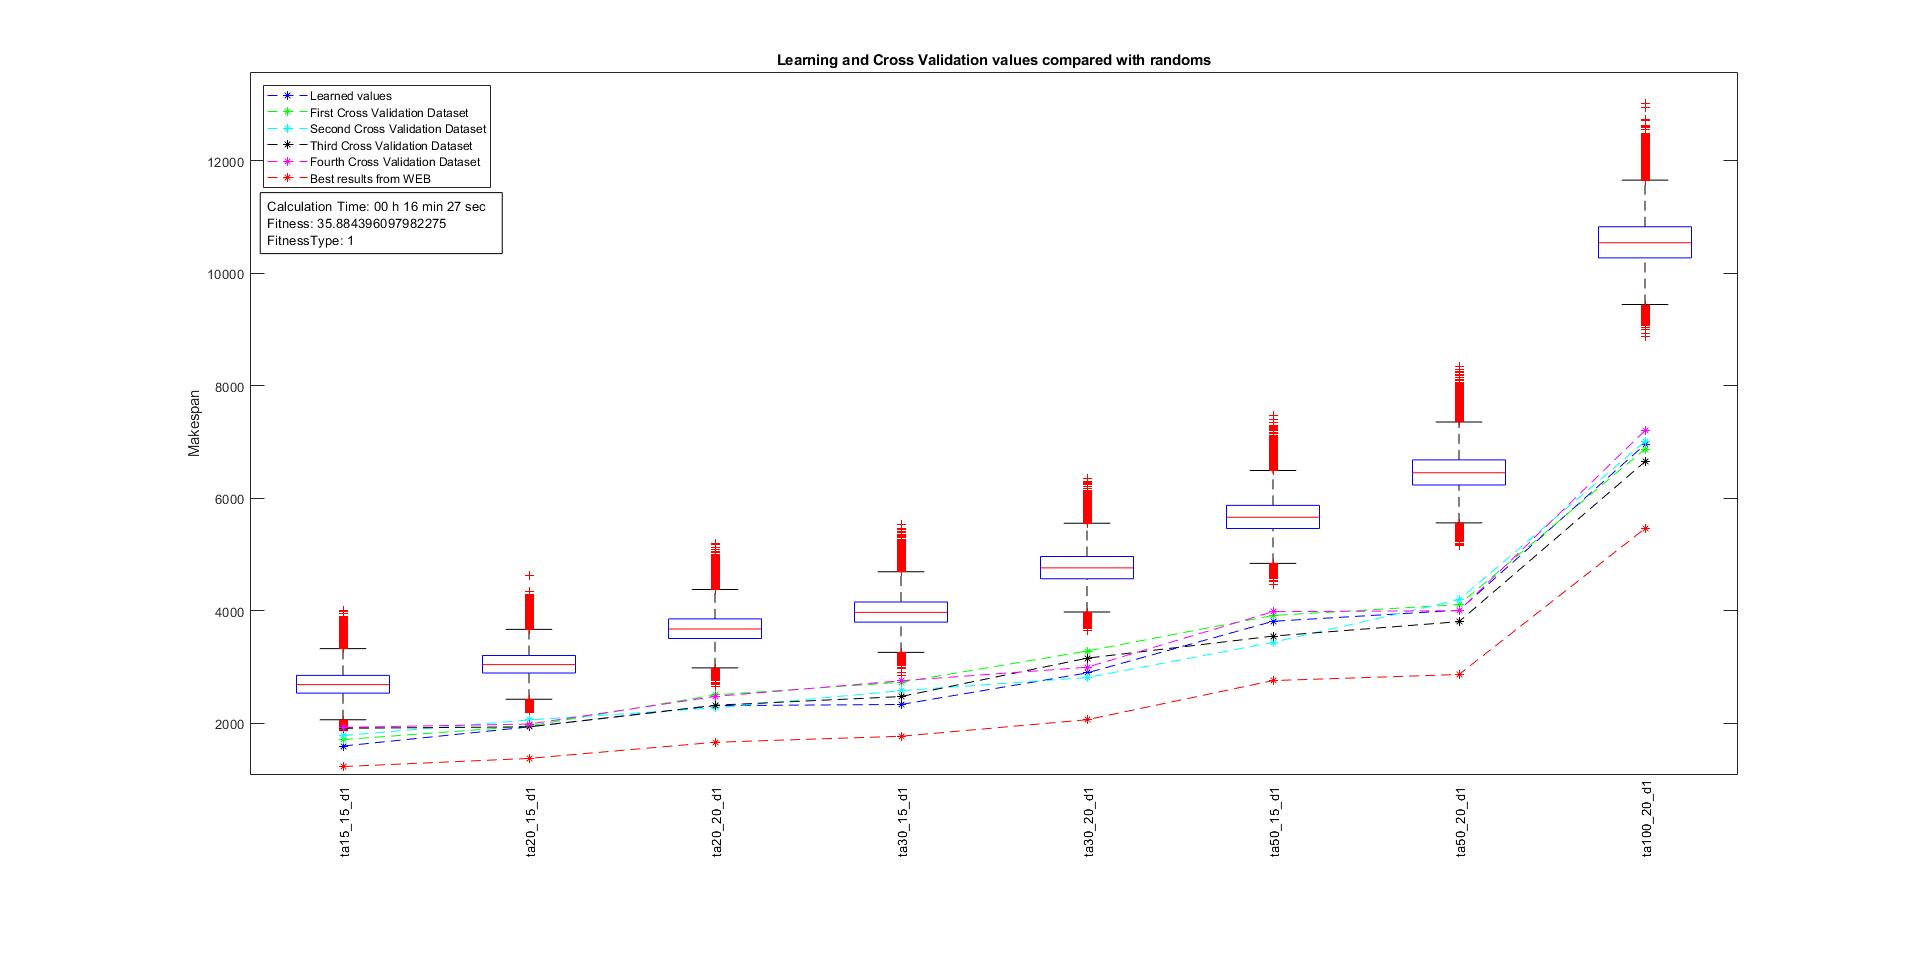 Learning and Cross Validation values compared with randoms
Learned values
First Cross Validation Dataset
Second Cross Validation Dataset
Third Cross Validation Dataset
Fourth Cross Validation Dataset
Best results from WEB
Calculation Time: 00 h 16 min 27 sec
Fitness: 35.884396097982275
FitnessType: 1
Makespan
12000
10000
8000
6000
4000
2000
ta15_15_d1
ta20_15_d1
ta20_20_d1
ta30_15_d1
ta30_20_d1
ta50_15_d1
ta50_20_d1
ta100_20_d1